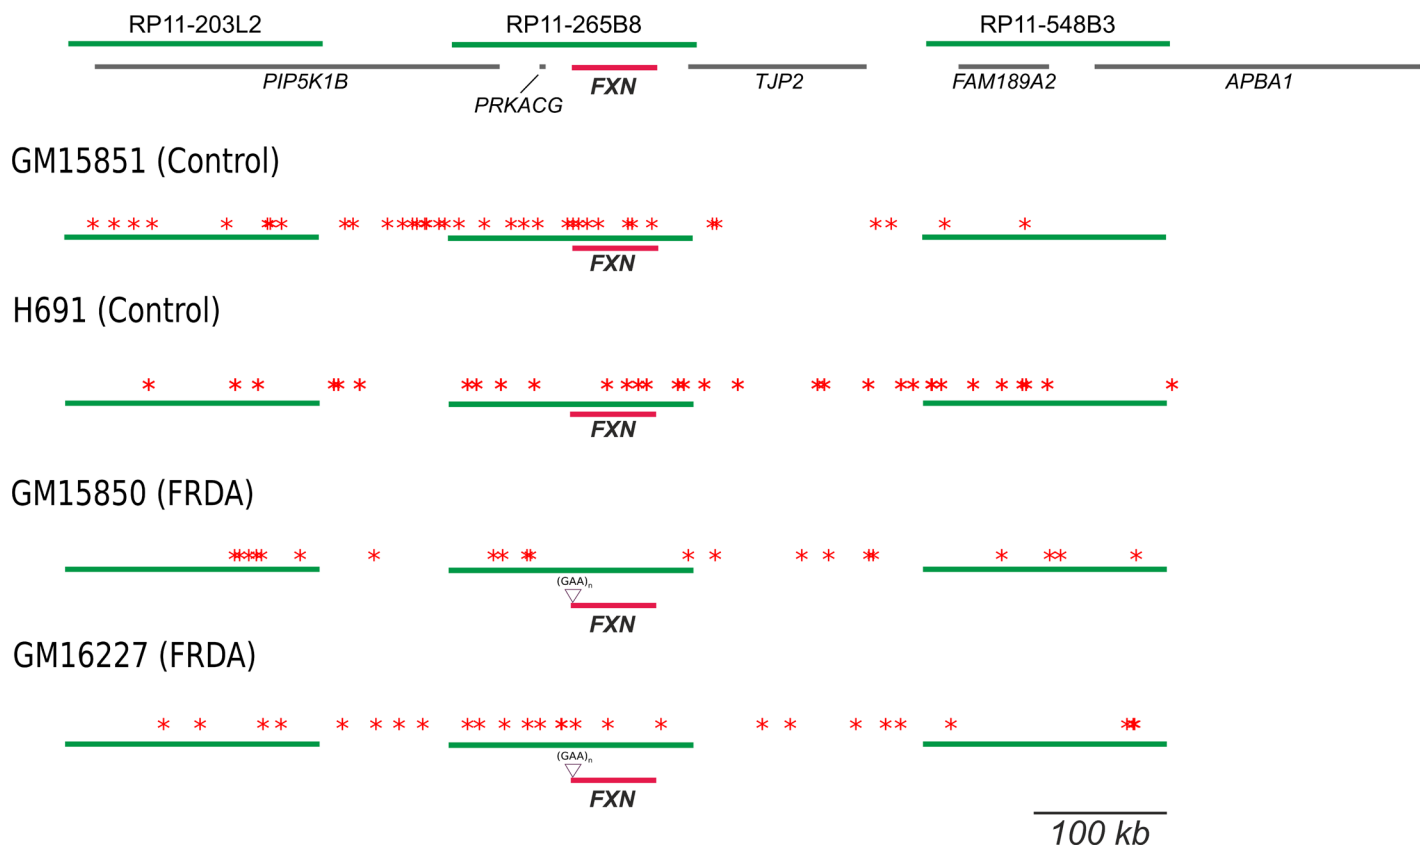 RP11-203L2 RP11-265B8 RP11-548B3
PIP5K1B FXN TJP2 FAM189A2 APBA1
PRKACG
GM15851 (Control)
FXN
H691 (Control)
FXN
GM15850 (FRDA)
(GAA)n
FXN
GM16227 (FRDA)
(GAA)n
FXN
100 kb